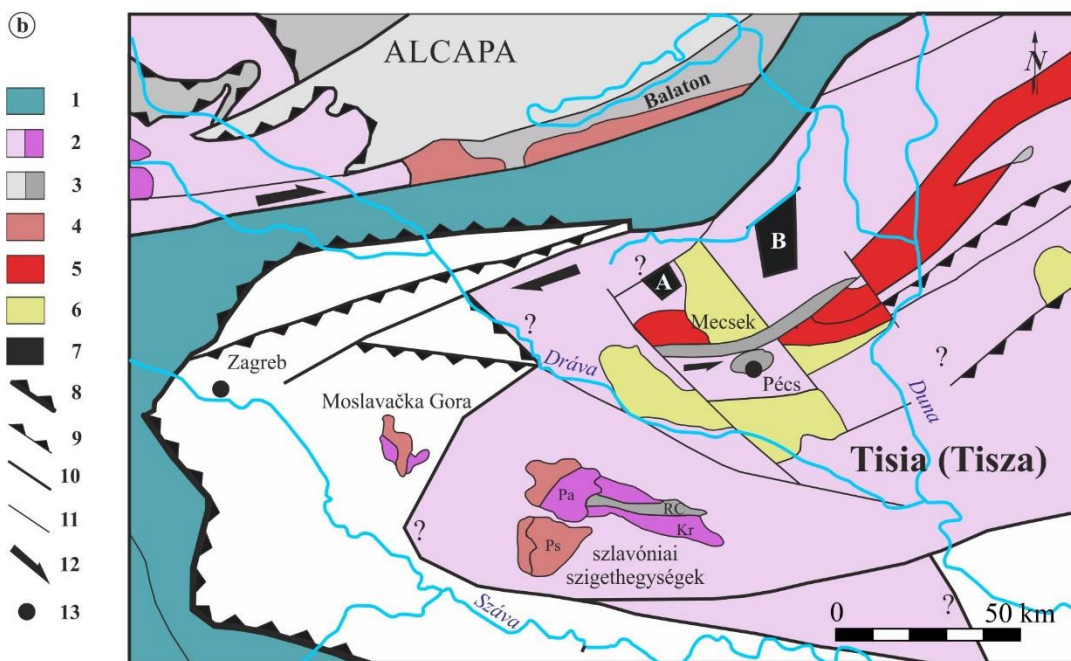 b
1
2
3
4
5
6
7
8
9
10
11
12
13
ALCAPA
N
Balaton
B
?
A
?
Mecsek
Zagreb
Dráva
Pécs
?
Duna
Moslavačka Gora
Tisia (Tisza)
Pa
RC
?
Kr
Ps
szlavóniai
szigethegységek
Száva
?
0 50 km